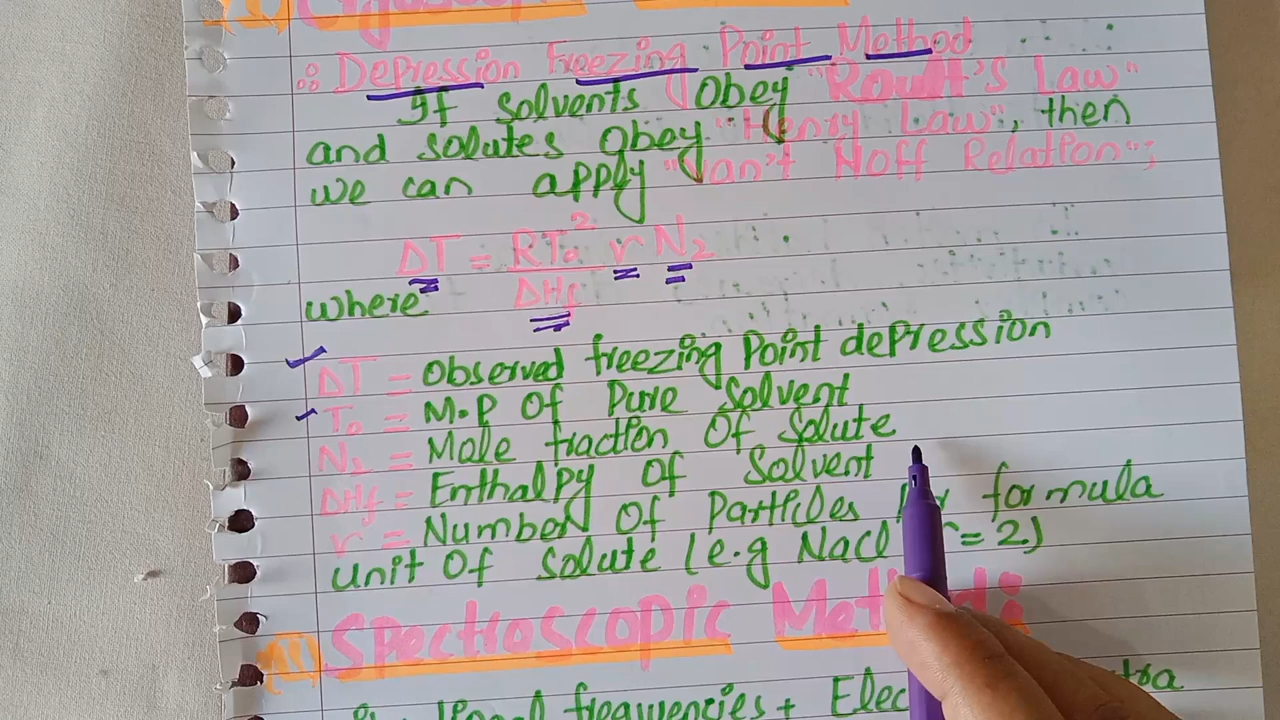 ∴ Depression Freezing Point Method
If solvents Obey "Roult's Law"
and solutes obey "Henry Law", then
we can apply "Van't Hoff Relation";
ΔT = RT₀² r N₂
where ΔHf
ΔT = Observed freezing Point depression
T₀ = M.P Of Pure Solvent
N₂ = Mole fraction Of Solute
ΔHf = Enthalpy Of Solvent
r = Number Of Particles formula
unit Of Solute (e.g Nacl = 2)
Spectroscopic
frequencies + Elec